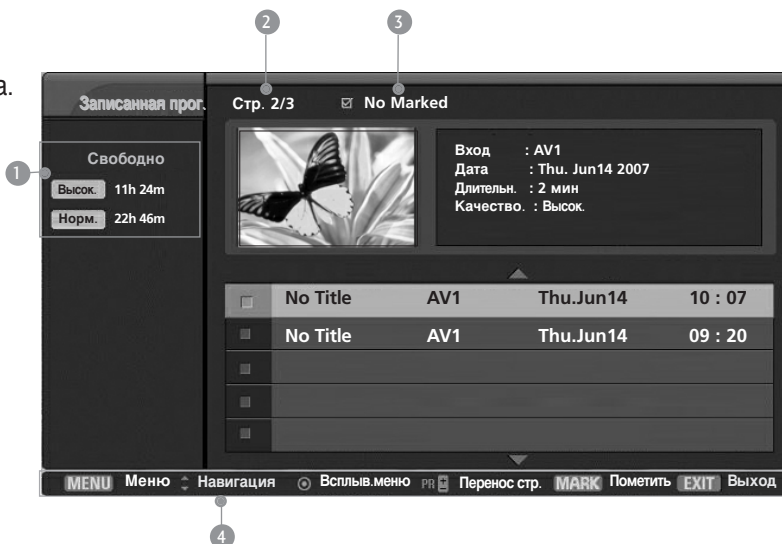 2 3
а.
Записанная прог. Стр. 2/3 No Marked
1
Свободно
Высок. 11h 24m
Норм. 22h 46m
Вход : AV1
Дата : Thu. Jun14 2007
Длительн. : 2 мин
Качество. : Высок.
No Title AV1 Thu.Jun14 10 : 07
No Title AV1 Thu.Jun14 09 : 20
MENU Меню Навигация Всплыв.меню PR + Перенос стр. MARK Пометить EXIT Выход
4